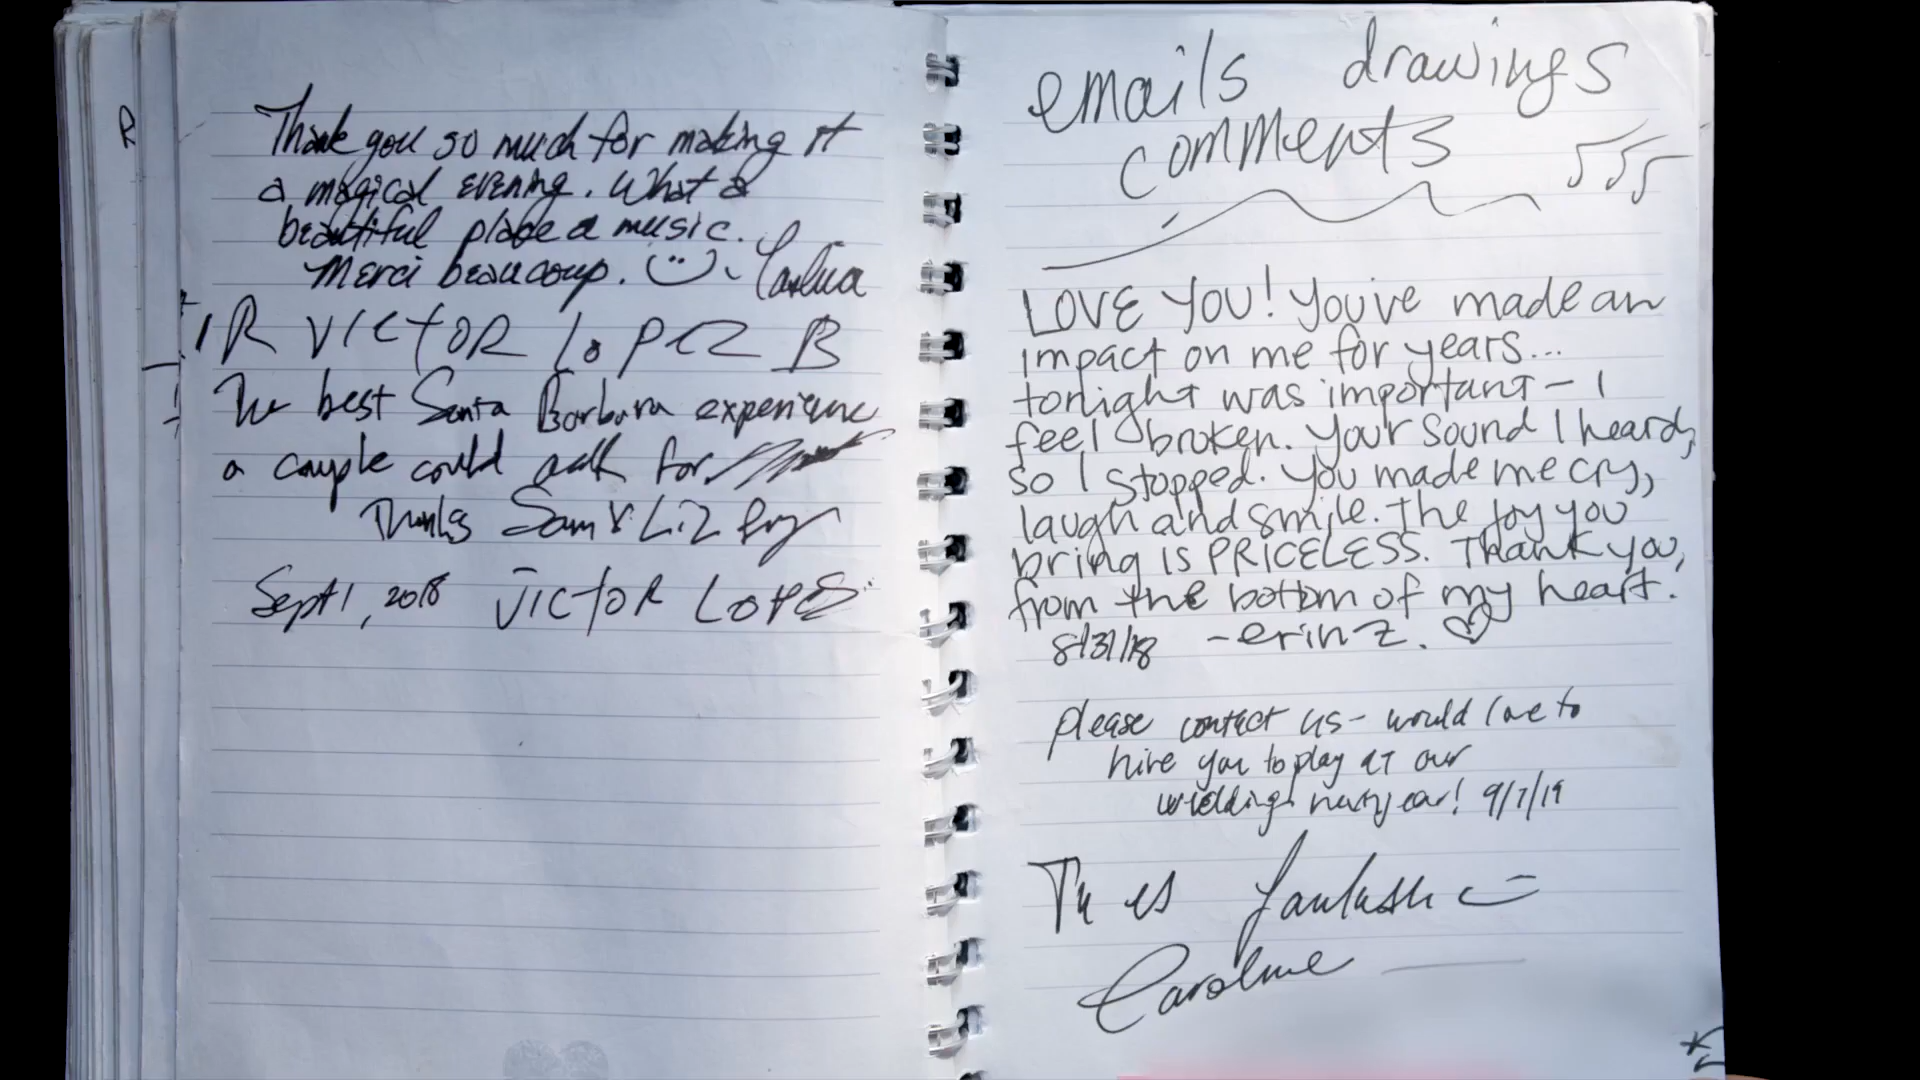 Thank you so much for making it
a magical evening. What a
beautiful place & music.
Merci beaucoup.
VICTOR LOPEZ B
The best Santa Barbara experience
a couple could ask for
Thanks Sam & Liz
Sept 1, 2018 VICTOR LOPES
emails drawings
comments
LOVE YOU! You've made an
impact on me for years...
tonight was important - I
feel broken. Your sound I heard,
so I stopped. You made me cry,
laugh and smile. The joy you
bring is PRICELESS. Thank you,
from the bottom of my heart.
8/31/18 - erin z.
please contact us - would love to
hire you to play at our
wedding next year! 9/7/19
Tu es
Caroline